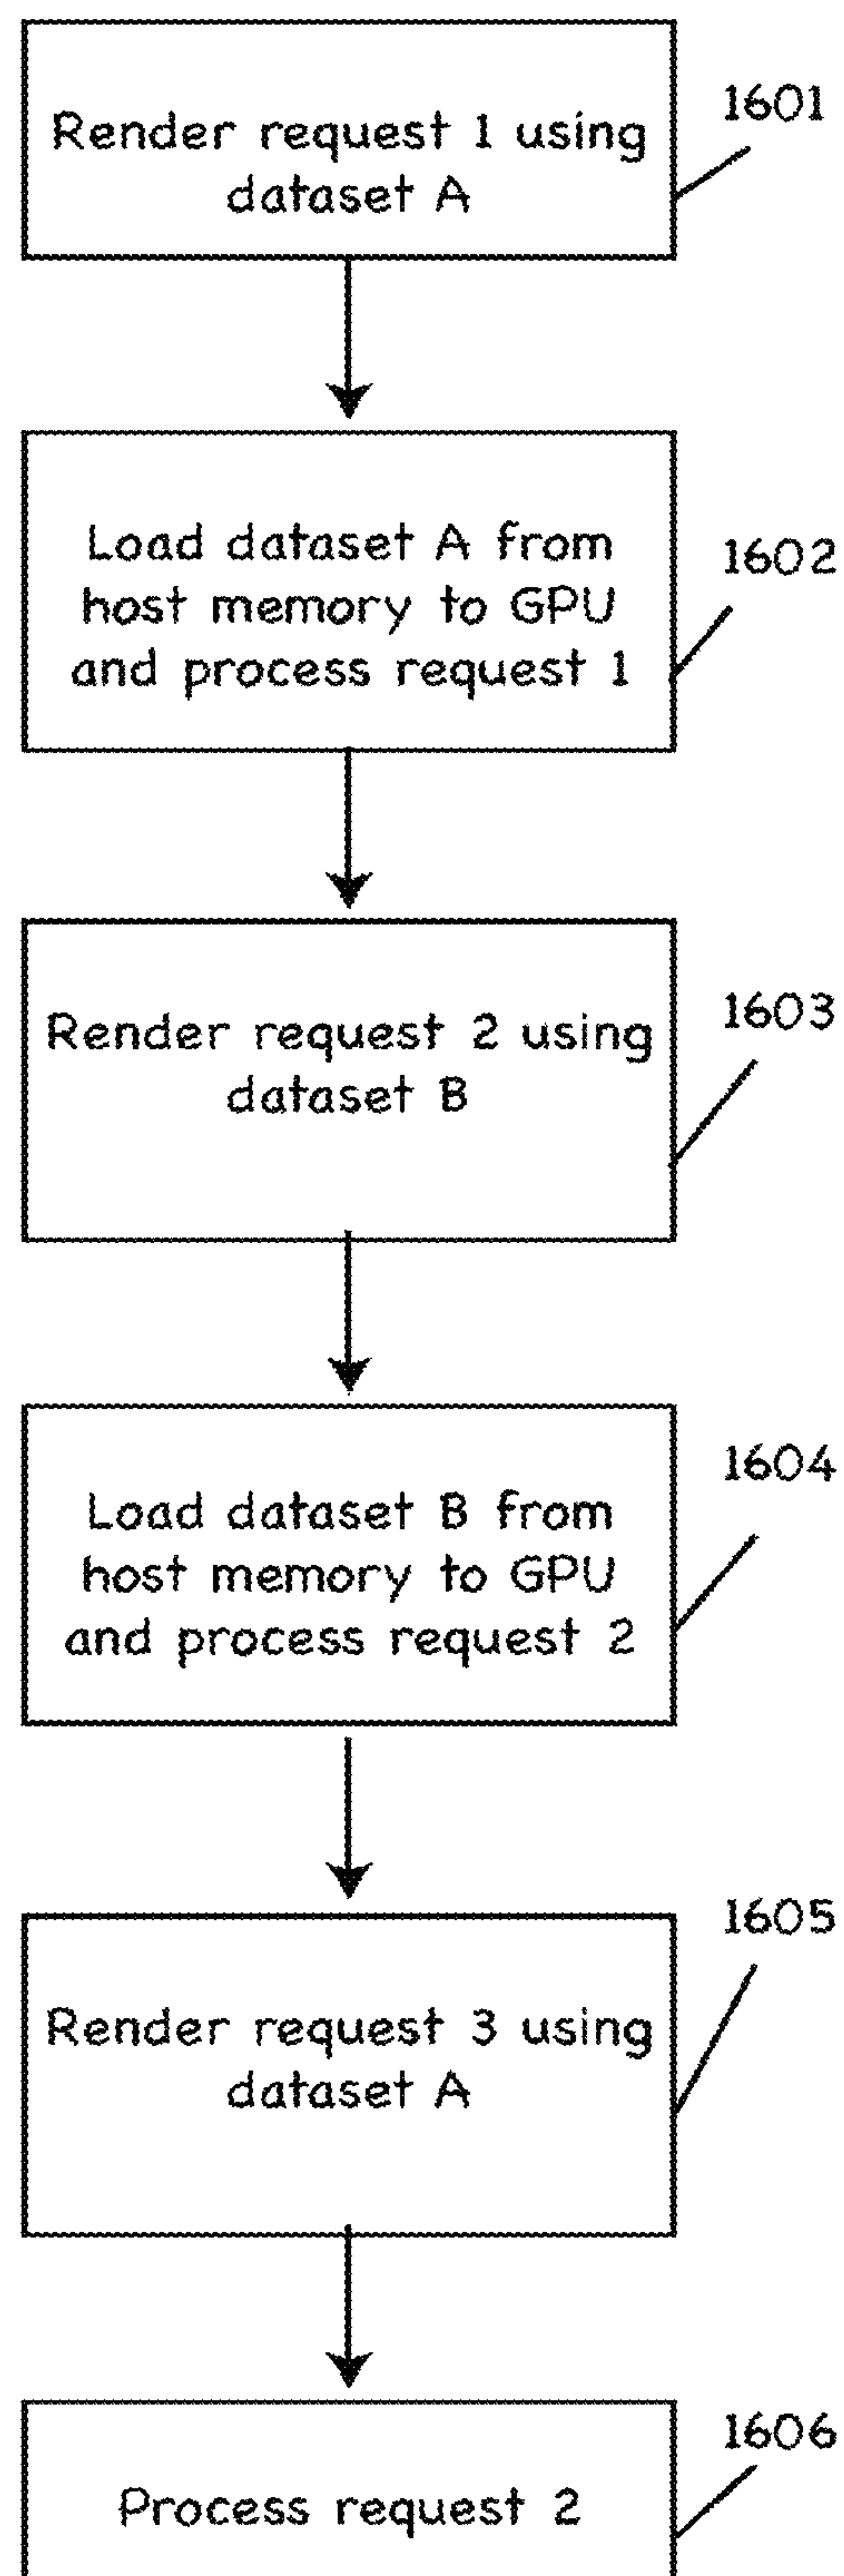 Render request 1 using
dataset A
1601
Load dataset A from
host memory to GPU
and process request 1
1602
Render request 2 using
dataset B
1603
Load dataset B from
host memory to GPU
and process request 2
1604
Render request 3 using
dataset A
1605
Process request 2
1606